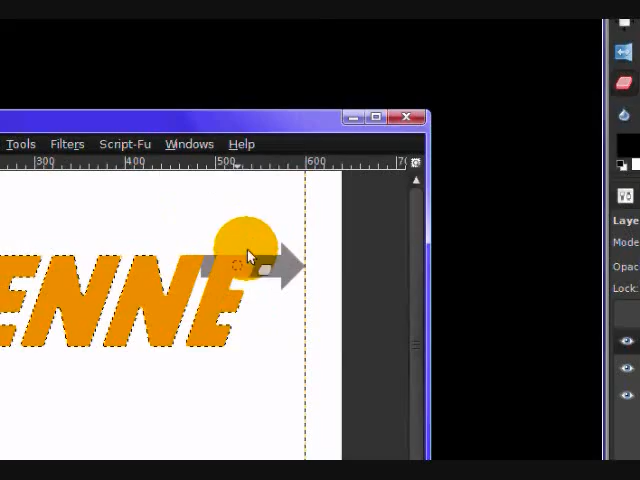 Tools Filters Script-Fu Windows Help
300 400 500 600
ENNE
Laye
Mode
Opac
Lock: